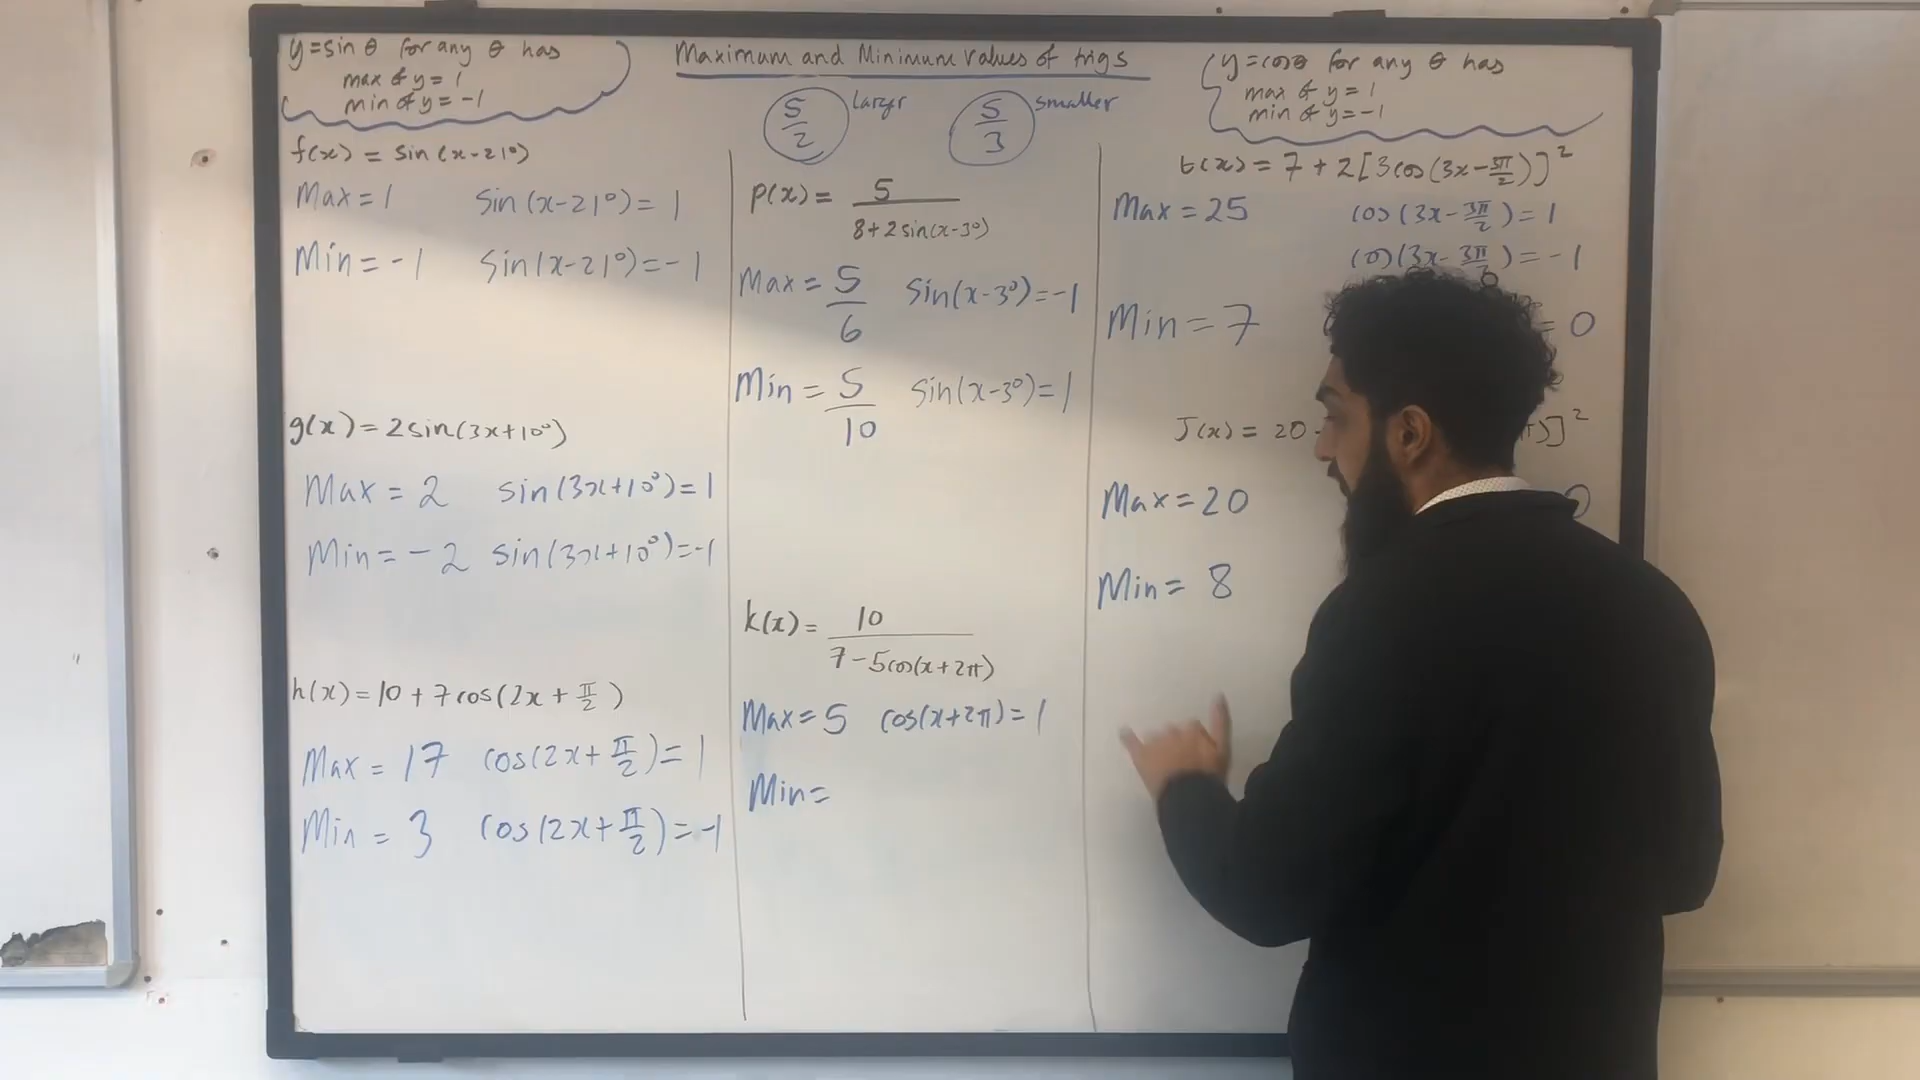 Maximum and Minimum values of trigs
y=sinθ for any θ has
max of y = 1
min of y = -1
5/2 larger
5/3 smaller
y=cosθ for any θ has
max of y = 1
min of y = -1
f(x) = sin(x-21°)
Max = 1 sin(x-21°) = 1
Min = -1 sin(x-21°) = -1
g(x) = 2sin(3x+10°)
Max = 2 sin(3x+10°) = 1
Min = -2 sin(3x+10°) = -1
h(x) = 10 + 7cos(2x + π/2)
Max = 17 cos(2x + π/2) = 1
Min = 3 cos(2x + π/2) = -1
P(x) = 5/(8+2sin(x-3°))
Max = 5/6 sin(x-3°) = -1
Min = 5/10 sin(x-3°) = 1
k(x) = 10/(7-5cos(x+2π))
Max = 5 cos(x+2π) = 1
Min =
t(x) = 7 + 2[3cos(3x-3π/2)]²
Max = 25 cos(3x-3π/2) = 1
cos(3x-3π/2) = -1
Min = 7 = 0
J(x) = 20 )]²
Max = 20
Min = 8